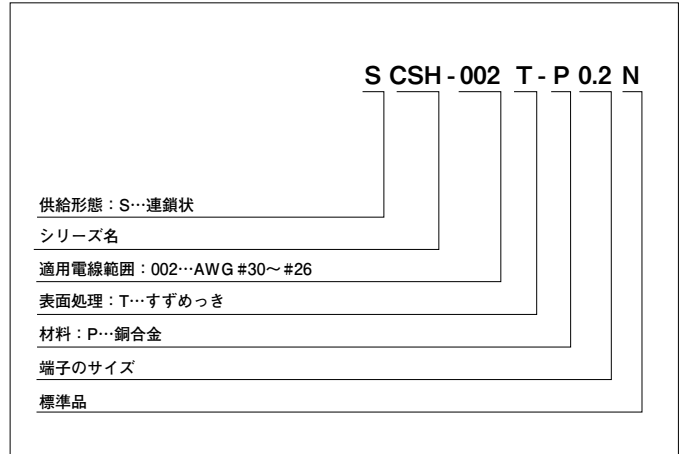 S CSH - 002 T - P 0.2 N
供給形態：S…連鎖状
シリーズ名
適用電線範囲：002…AWG #30～#26
表面処理：T…すずめっき
材料：P…銅合金
端子のサイズ
標準品